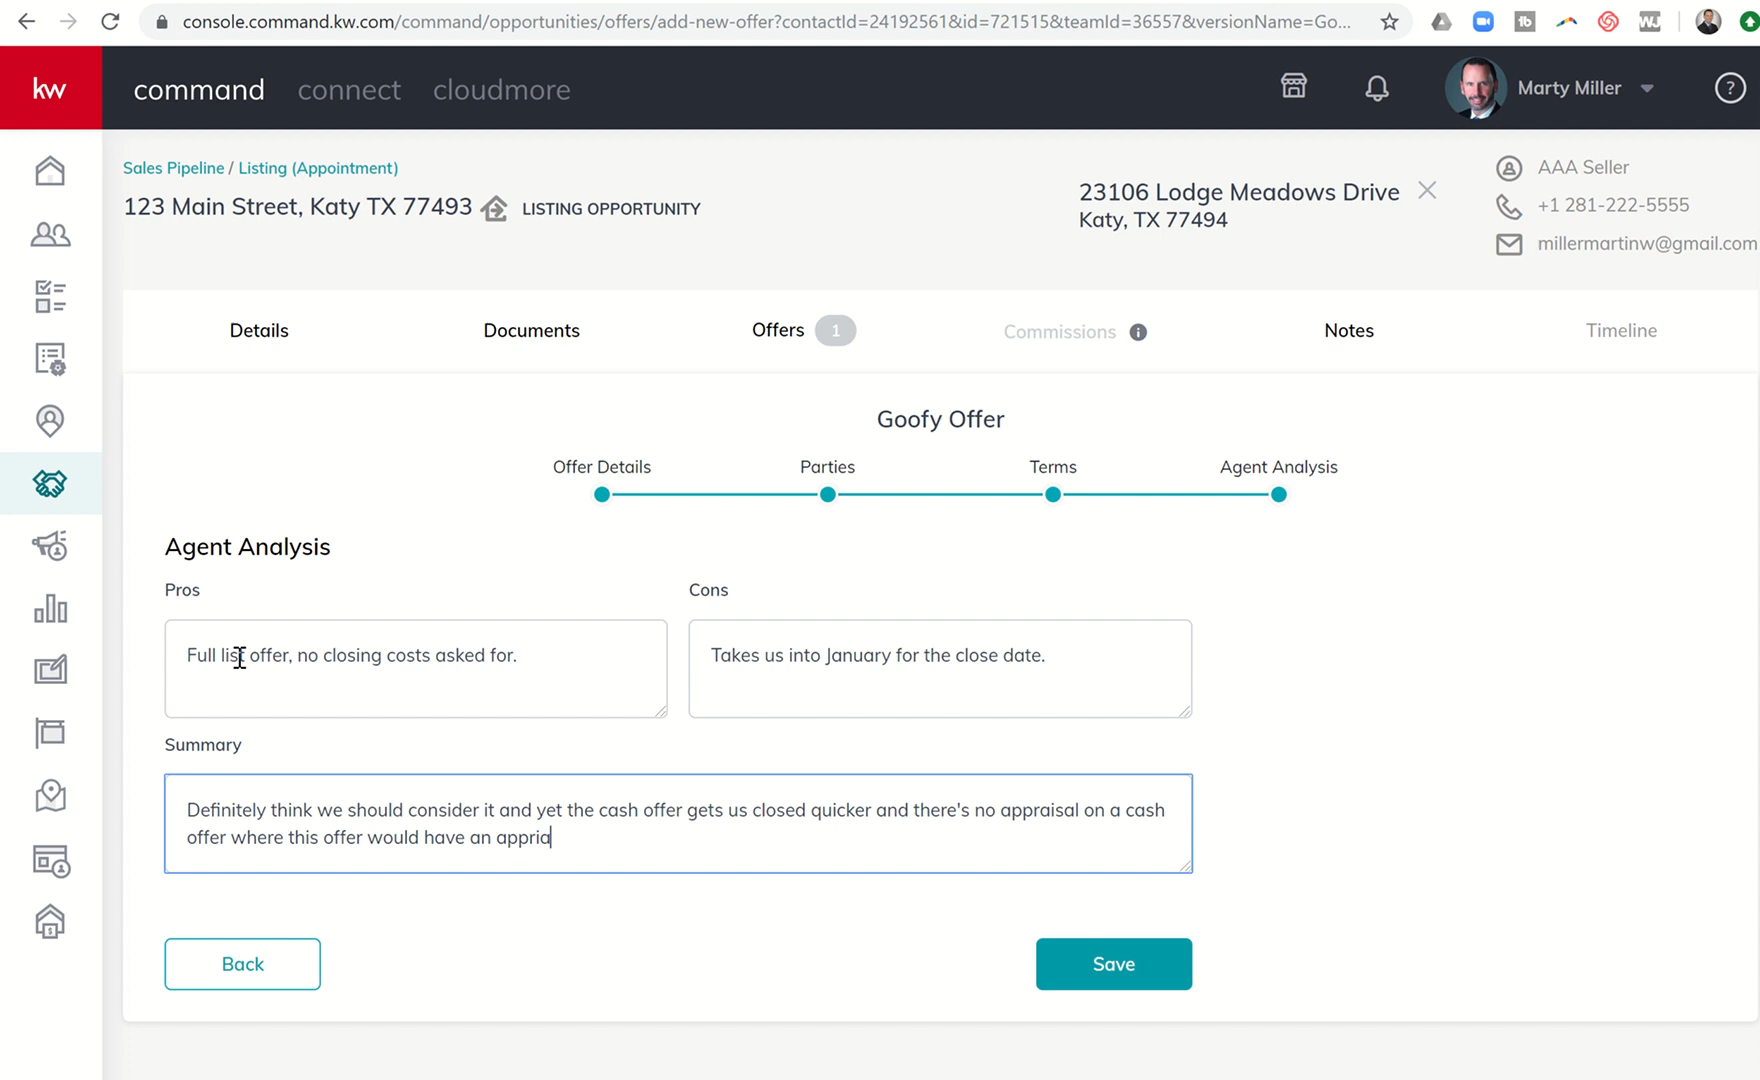 console.command.kw.com/command/opportunities/offers/add-new-offer?contactId=24192561&id=721515&teamId=36557&versionName=Go...
kw
command
connect
cloudmore
Marty Miller
?
Sales Pipeline / Listing (Appointment)
123 Main Street, Katy TX 77493
LISTING OPPORTUNITY
23106 Lodge Meadows Drive
Katy, TX 77494
AAA Seller
+1 281-222-5555
millermartinw@gmail.com
Details
Documents
Offers 1
Commissions i
Notes
Timeline
Goofy Offer
Offer Details
Parties
Terms
Agent Analysis
Agent Analysis
Pros
Cons
Full list offer, no closing costs asked for.
Takes us into January for the close date.
Summary
Definitely think we should consider it and yet the cash offer gets us closed quicker and there's no appraisal on a cash
offer where this offer would have an appria
Back
Save